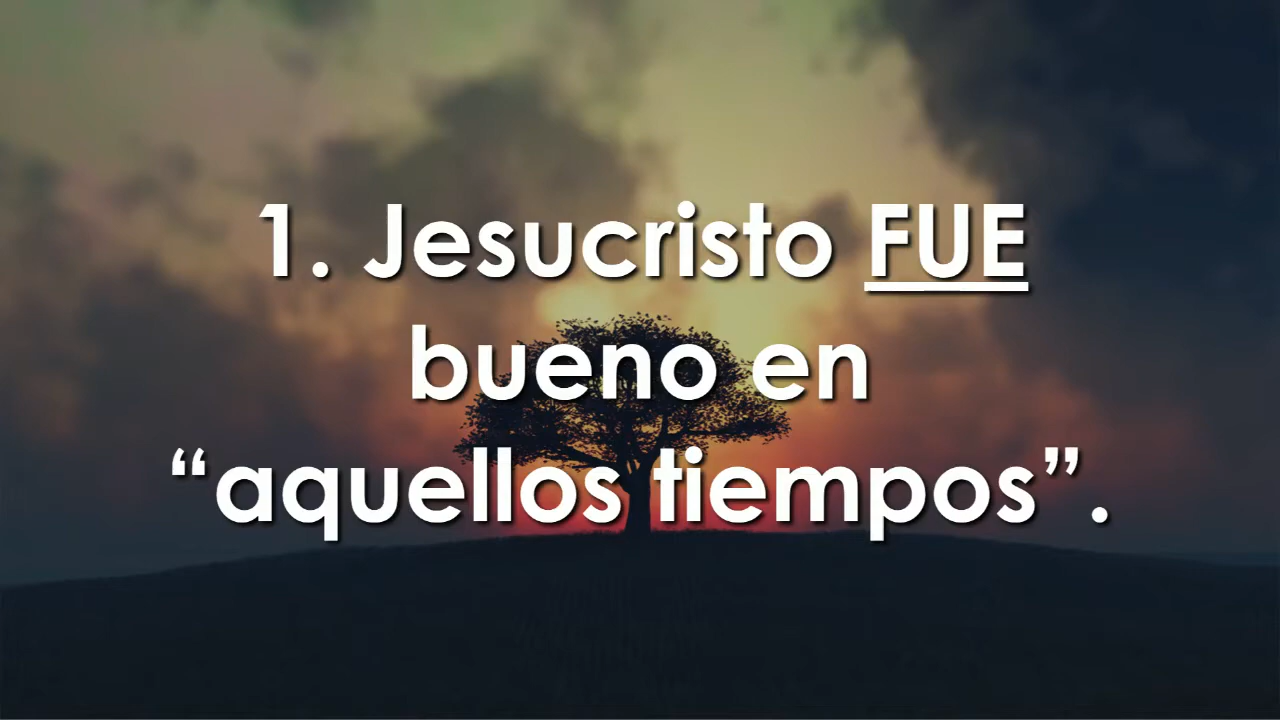 1. Jesucristo FUE
bueno en
“aquellos tiempos”.